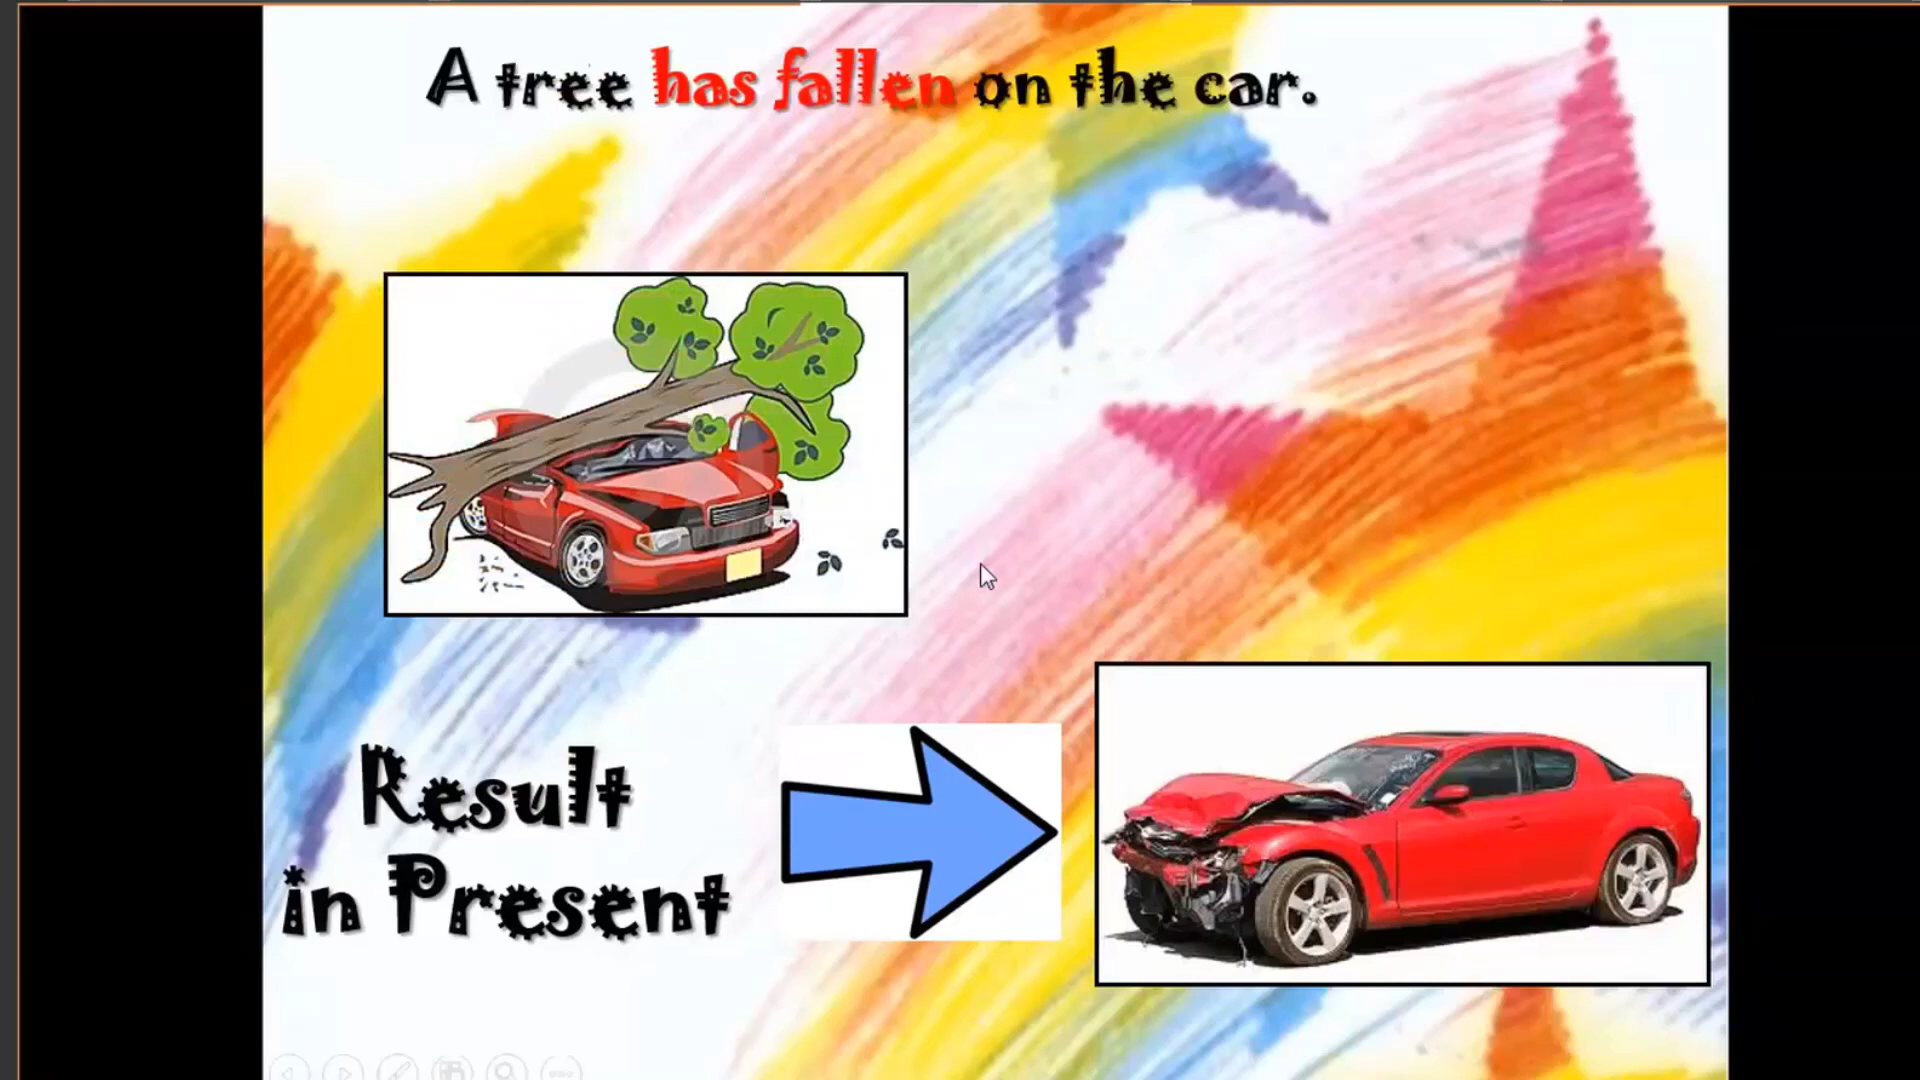 A tree has fallen on the car.
Result
in Present